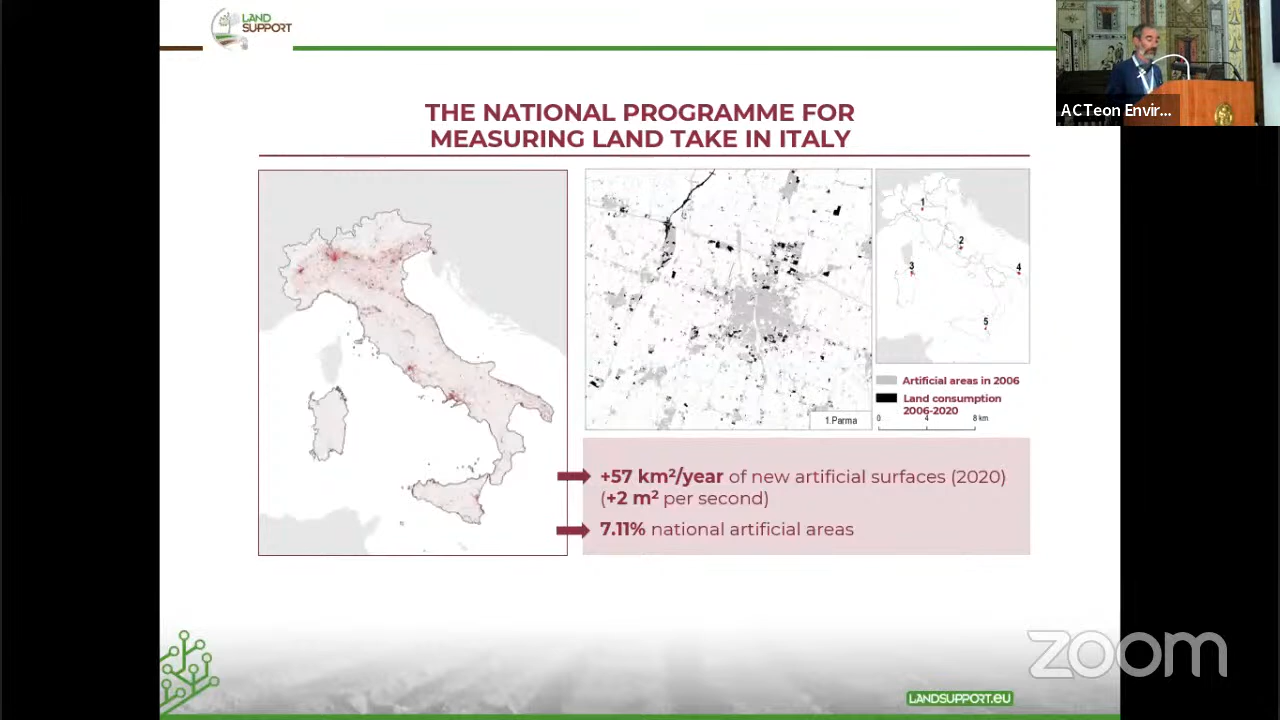 LAND
SUPPORT
ACTeon Envir...
THE NATIONAL PROGRAMME FOR
MEASURING LAND TAKE IN ITALY
1
2
3
4
5
Artificial areas in 2006
Land consumption
2006-2020
0 4 8 km
1.Parma
+57 km²/year of new artificial surfaces (2020)
(+2 m² per second)
7.11% national artificial areas
zoom
LANDSUPPORT.EU